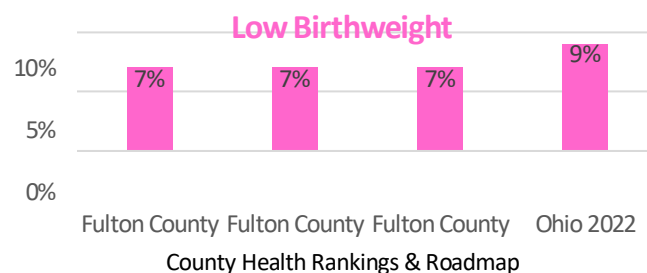 Low Birthweight
10%
5%
0%
7% 7% 7% 9%
Fulton County Fulton County Fulton County Ohio 2022
County Health Rankings & Roadmap